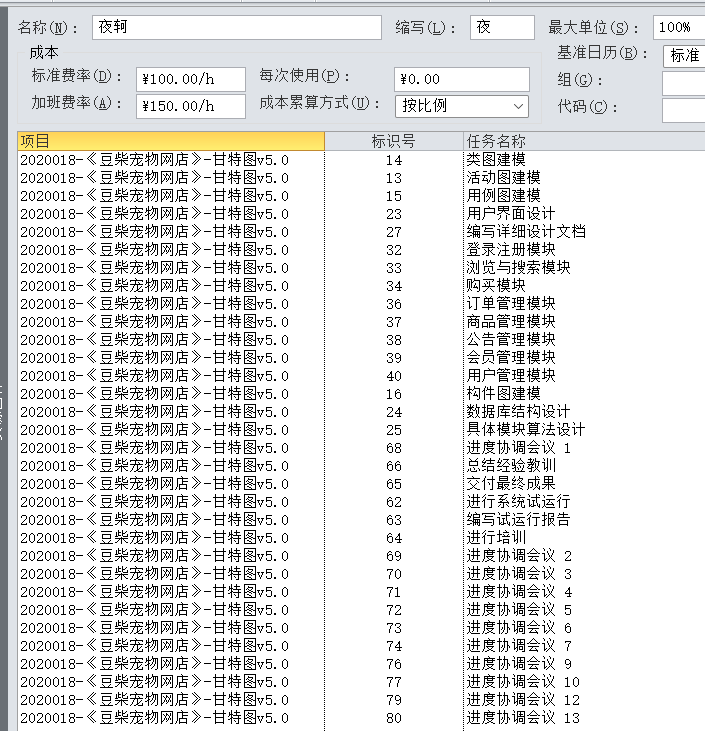 名称(N)： 夜轲 缩写(L)： 夜 最大单位(S)： 100%
成本 基准日历(B)： 标准
标准费率(D)： ¥100.00/h 每次使用(P)： ¥0.00 组(G)：
加班费率(A)： ¥150.00/h 成本累算方式(U)： 按比例 代码(C)：
项目 标识号 任务名称
2020018-《豆柴宠物网店》-甘特图v5.0 14 类图建模
2020018-《豆柴宠物网店》-甘特图v5.0 13 活动图建模
2020018-《豆柴宠物网店》-甘特图v5.0 15 用例图建模
2020018-《豆柴宠物网店》-甘特图v5.0 23 用户界面设计
2020018-《豆柴宠物网店》-甘特图v5.0 27 编写详细设计文档
2020018-《豆柴宠物网店》-甘特图v5.0 32 登录注册模块
2020018-《豆柴宠物网店》-甘特图v5.0 33 浏览与搜索模块
2020018-《豆柴宠物网店》-甘特图v5.0 34 购买模块
2020018-《豆柴宠物网店》-甘特图v5.0 36 订单管理模块
2020018-《豆柴宠物网店》-甘特图v5.0 37 商品管理模块
2020018-《豆柴宠物网店》-甘特图v5.0 38 公告管理模块
2020018-《豆柴宠物网店》-甘特图v5.0 39 会员管理模块
2020018-《豆柴宠物网店》-甘特图v5.0 40 用户管理模块
2020018-《豆柴宠物网店》-甘特图v5.0 16 构件图建模
2020018-《豆柴宠物网店》-甘特图v5.0 24 数据库结构设计
2020018-《豆柴宠物网店》-甘特图v5.0 25 具体模块算法设计
2020018-《豆柴宠物网店》-甘特图v5.0 68 进度协调会议 1
2020018-《豆柴宠物网店》-甘特图v5.0 66 总结经验教训
2020018-《豆柴宠物网店》-甘特图v5.0 65 交付最终成果
2020018-《豆柴宠物网店》-甘特图v5.0 62 进行系统试运行
2020018-《豆柴宠物网店》-甘特图v5.0 63 编写试运行报告
2020018-《豆柴宠物网店》-甘特图v5.0 64 进行培训
2020018-《豆柴宠物网店》-甘特图v5.0 69 进度协调会议 2
2020018-《豆柴宠物网店》-甘特图v5.0 70 进度协调会议 3
2020018-《豆柴宠物网店》-甘特图v5.0 71 进度协调会议 4
2020018-《豆柴宠物网店》-甘特图v5.0 72 进度协调会议 5
2020018-《豆柴宠物网店》-甘特图v5.0 73 进度协调会议 6
2020018-《豆柴宠物网店》-甘特图v5.0 74 进度协调会议 7
2020018-《豆柴宠物网店》-甘特图v5.0 76 进度协调会议 9
2020018-《豆柴宠物网店》-甘特图v5.0 77 进度协调会议 10
2020018-《豆柴宠物网店》-甘特图v5.0 79 进度协调会议 12
2020018-《豆柴宠物网店》-甘特图v5.0 80 进度协调会议 13